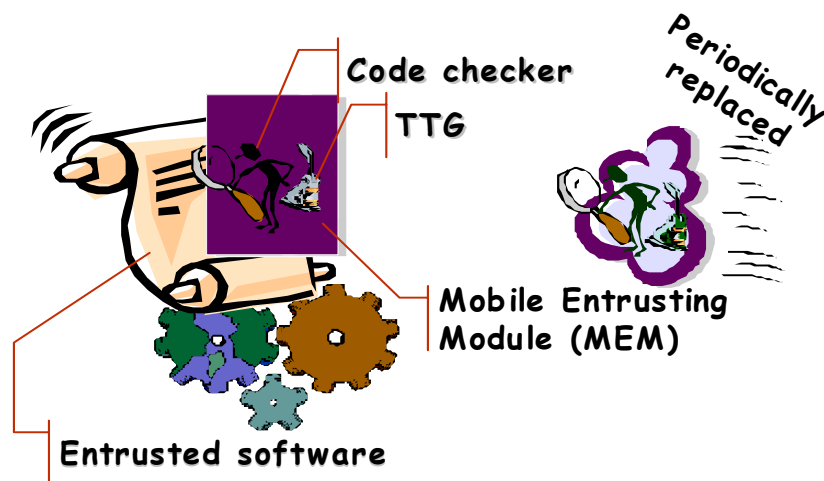 Periodically
replaced
Code checker
TTG
Mobile Entrusting
Module (MEM)
Entrusted software